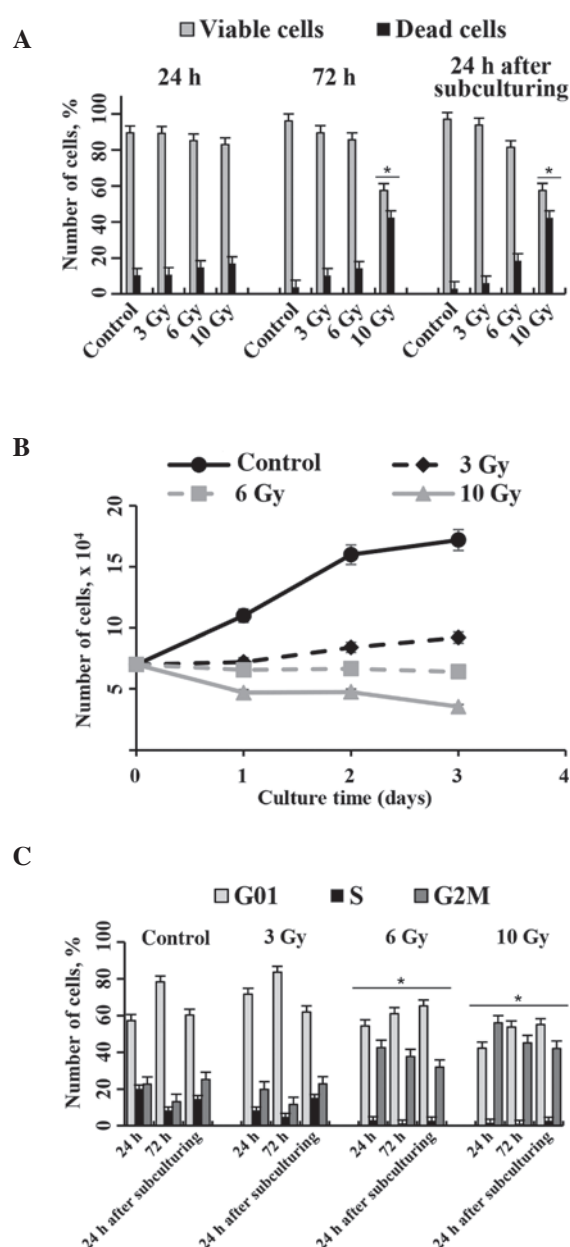 A
Viable cells Dead cells
24 h 72 h 24 h after
subculturing
Number of cells, %
100
80
60
40
20
0
* *
Control 3 Gy 6 Gy 10 Gy Control 3 Gy 6 Gy 10 Gy Control 3 Gy 6 Gy 10 Gy
B
Control 3 Gy
6 Gy 10 Gy
Number of cells, x 10⁴
20
15
10
5
0 1 2 3 4
Culture time (days)
C
G01 S G2M
Control 3 Gy 6 Gy 10 Gy
Number of cells, %
100
80
60
40
20
0
* *
24 h 72 h 24 h after subculturing 24 h 72 h 24 h after subculturing 24 h 72 h 24 h after subculturing 24 h 72 h 24 h after subculturing